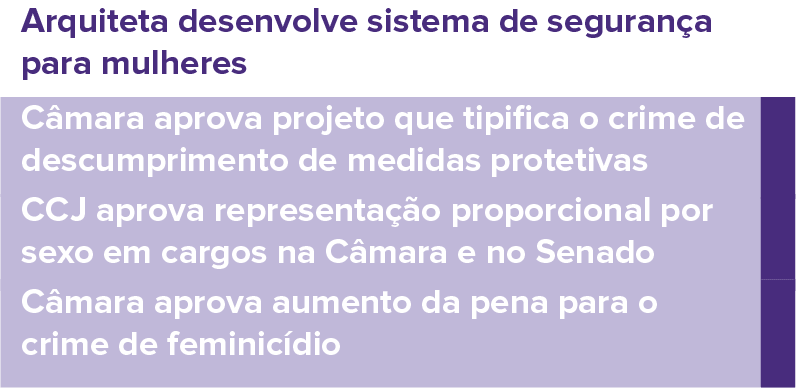 Arquiteta desenvolve sistema de segurança
para mulheres
Câmara aprova projeto que tipifica o crime de
descumprimento de medidas protetivas
CCJ aprova representação proporcional por
sexo em cargos na Câmara e no Senado
Câmara aprova aumento da pena para o
crime de feminicídio